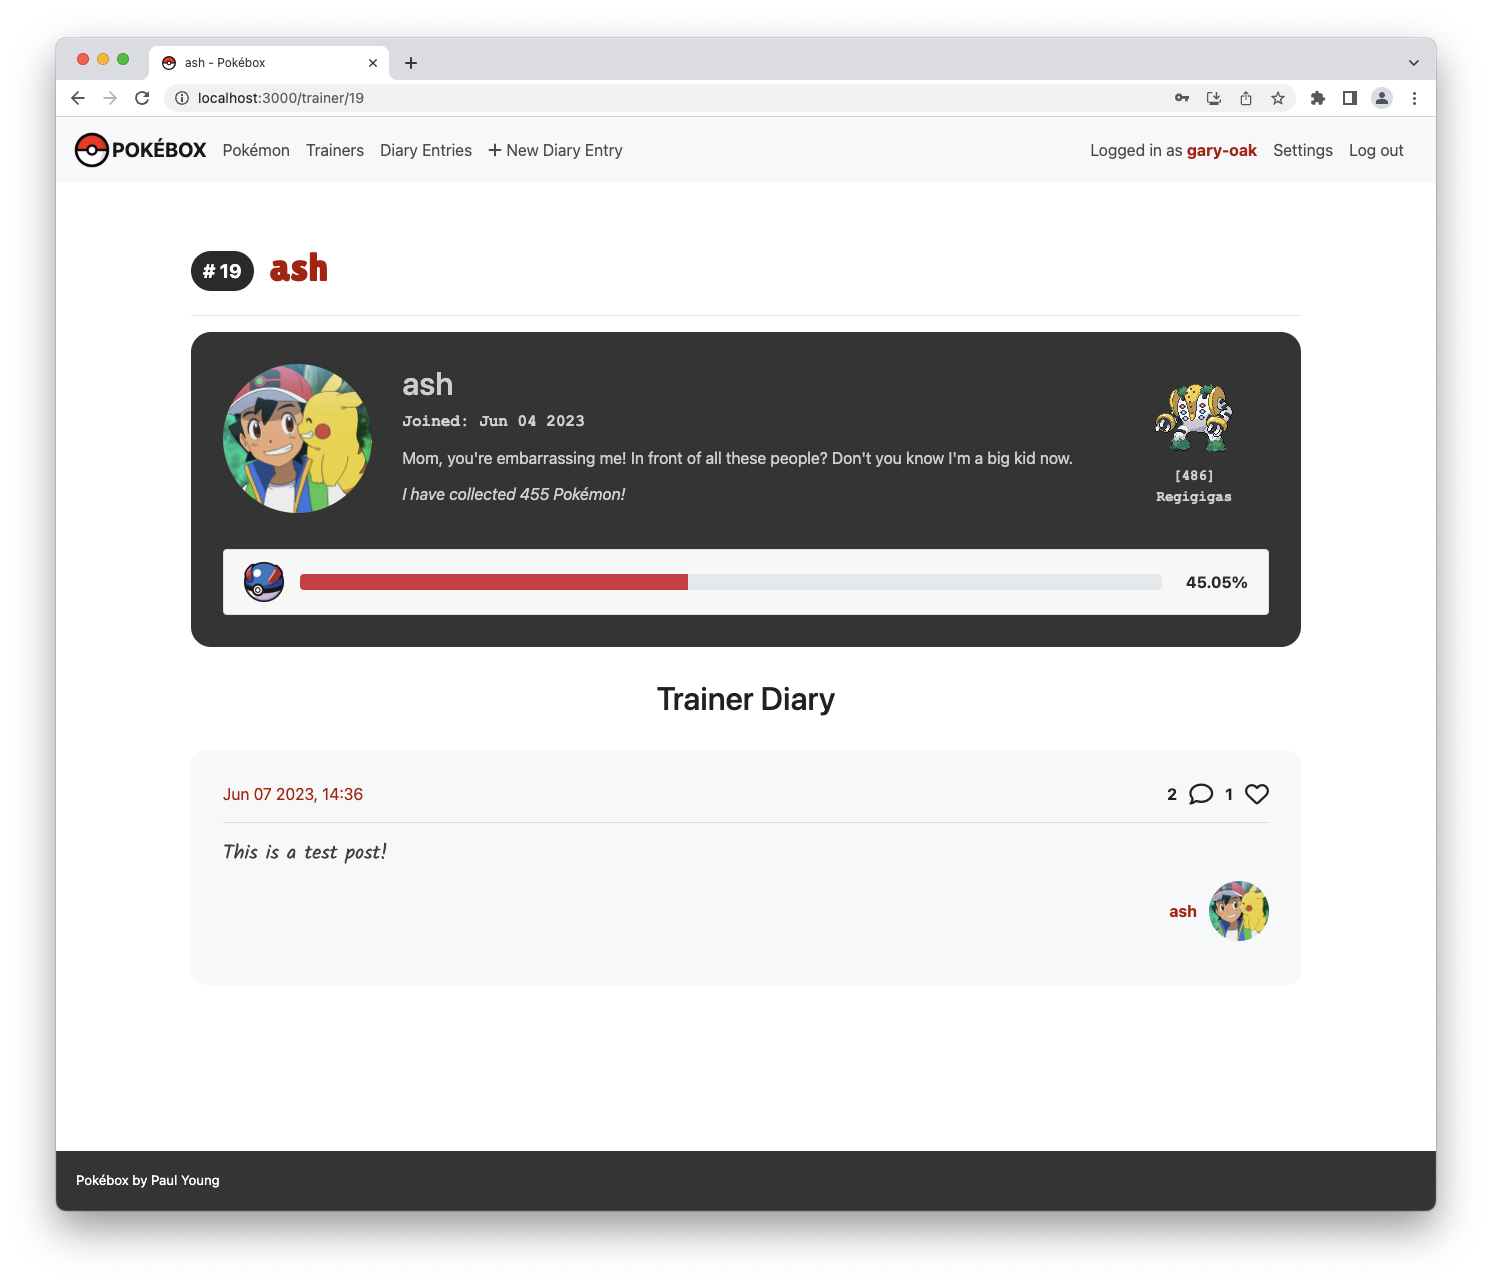 ash - Pokébox
localhost:3000/trainer/19
POKÉBOX Pokémon Trainers Diary Entries + New Diary Entry Logged in as gary-oak Settings Log out
# 19 ash
ash
Joined: Jun 04 2023
Mom, you're embarrassing me! In front of all these people? Don't you know I'm a big kid now.
I have collected 455 Pokémon!
[486]
Regigigas
45.05%
Trainer Diary
Jun 07 2023, 14:36 2 1
This is a test post!
ash
Pokébox by Paul Young